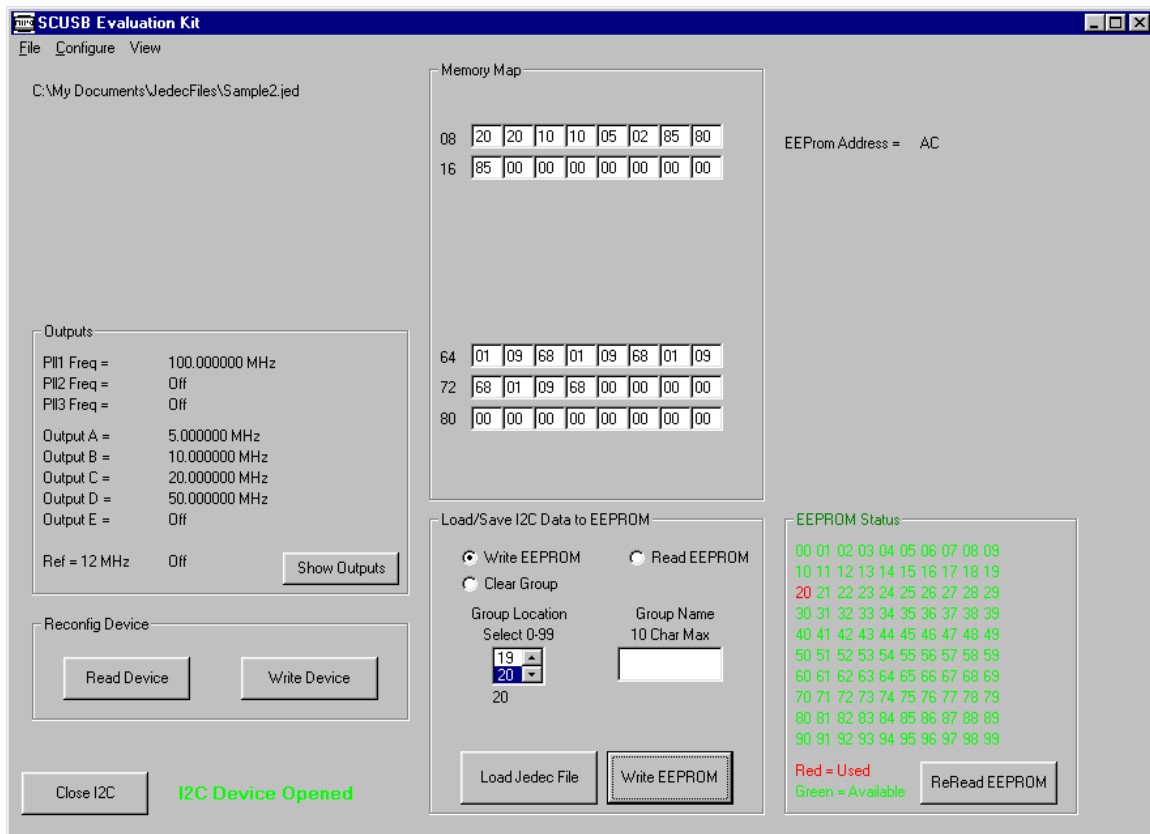 SCUSB Evaluation Kit
File Configure View
C:\My Documents\JedecFiles\Sample2.jed
Memory Map
08 20 20 10 10 05 02 85 80
16 85 00 00 00 00 00 00 00
64 01 09 68 01 09 68 01 09
72 68 01 09 68 00 00 00 00
80 00 00 00 00 00 00 00 00
EEProm Address = AC
Outputs
Pll1 Freq = 100.000000 MHz
Pll2 Freq = Off
Pll3 Freq = Off
Output A = 5.000000 MHz
Output B = 10.000000 MHz
Output C = 20.000000 MHz
Output D = 50.000000 MHz
Output E = Off
Ref = 12 MHz Off
Show Outputs
Reconfig Device
Read Device Write Device
Close I2C I2C Device Opened
Load/Save I2C Data to EEPROM
Write EEPROM Read EEPROM
Clear Group
Group Location Group Name
Select 0-99 10 Char Max
19
20
20
Load Jedec File Write EEPROM
EEPROM Status
00 01 02 03 04 05 06 07 08 09
10 11 12 13 14 15 16 17 18 19
20 21 22 23 24 25 26 27 28 29
30 31 32 33 34 35 36 37 38 39
40 41 42 43 44 45 46 47 48 49
50 51 52 53 54 55 56 57 58 59
60 61 62 63 64 65 66 67 68 69
70 71 72 73 74 75 76 77 78 79
80 81 82 83 84 85 86 87 88 89
90 91 92 93 94 95 96 97 98 99
Red = Used
Green = Available
ReRead EEPROM